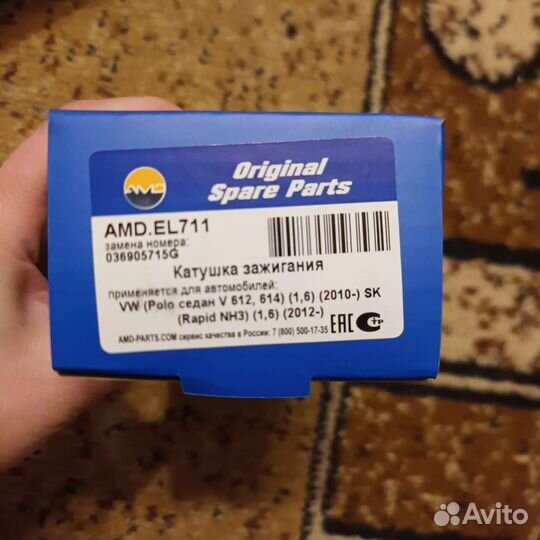 AMD
Original
Spare Parts
AMD.EL711
замена номера:
036905715G
Катушка зажигания
применяется для автомобилей:
VW (Polo седан V 612, 614) (1,6) (2010-) SK
(Rapid NH3) (1,6) (2012-)
AMD-PARTS.COM сервис качества в России: 7 (800) 500-17-35
EAC
Avito